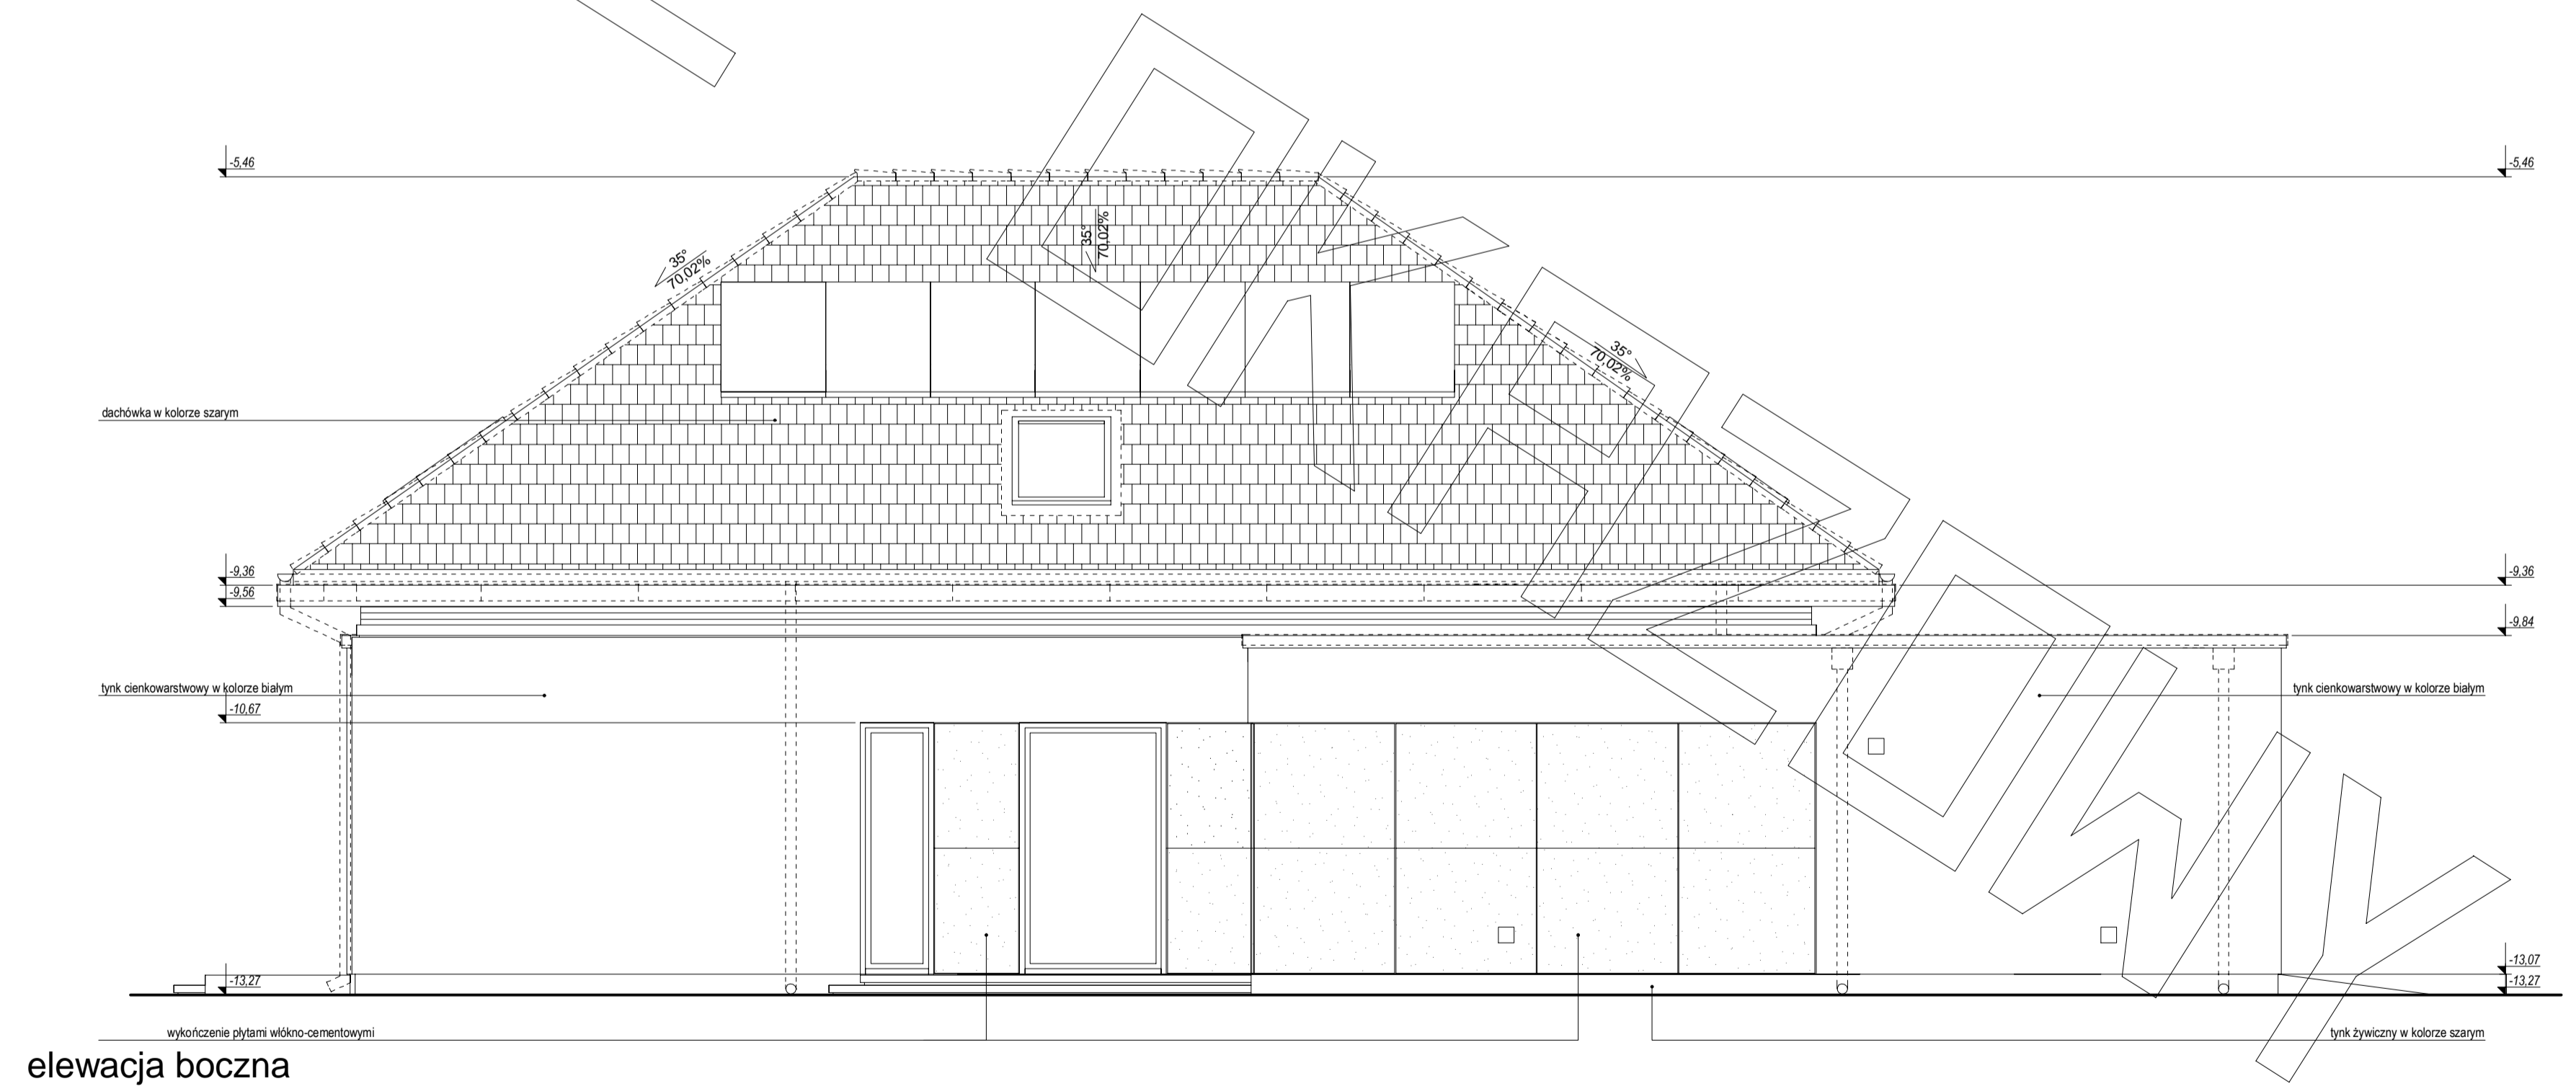 -5,46
-5,46
35°
70,02%
35°
70,02%
35°
70,02%
dachówka w kolorze szarym
-9,36
-9,36
-9,56
-9,84
tynk cienkowarstwowy w kolorze białym
tynk cienkowarstwowy w kolorze białym
-10,67
-13,07
-13,27
-13,27
wykończenie płytami włókno-cementowymi
tynk żywiczny w kolorze szarym
elewacja boczna